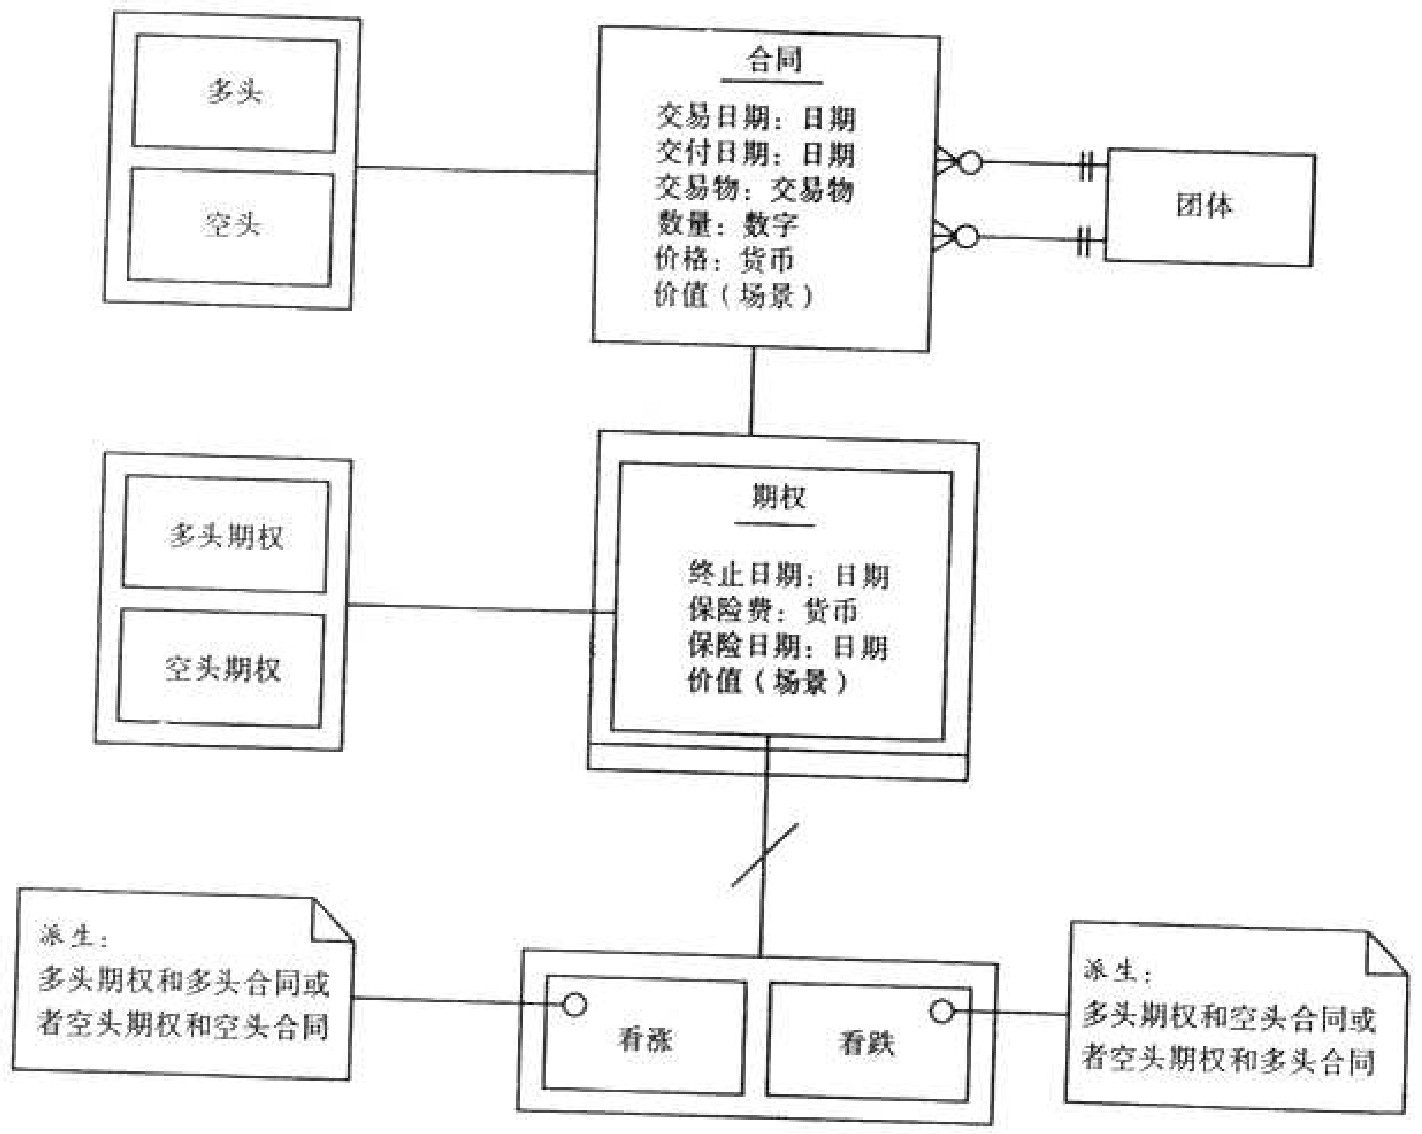 多头
空头
合同
交易日期：日期
交付日期：日期
交易物：交易物
数量：数字
价格：货币
价值（场景）
团体
多头期权
空头期权
期权
终止日期：日期
保险费：货币
保险日期：日期
价值（场景）
派生：
多头期权和多头合同或
者空头期权和空头合同
看涨
看跌
派生：
多头期权和空头合同或
者空头期权和多头合同